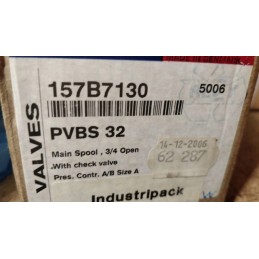 157B7130 5006
PVBS 32
Main Spool , 3/4 Open
With check valve
Pres. Contr, A/B Size A
14-12-2006
62 287
Industripack
VALVES